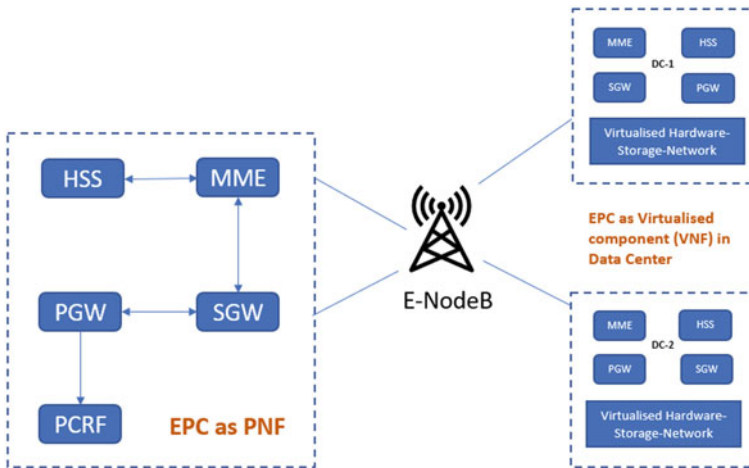 HSS
MME
PGW
SGW
PCRF
EPC as PNF
E-NodeB
MME
HSS
DC-1
SGW
PGW
Virtualised Hardware-
Storage-Network
EPC as Virtualised
component (VNF) in
Data Center
MME
HSS
DC-2
PGW
SGW
Virtualised Hardware-
Storage-Network